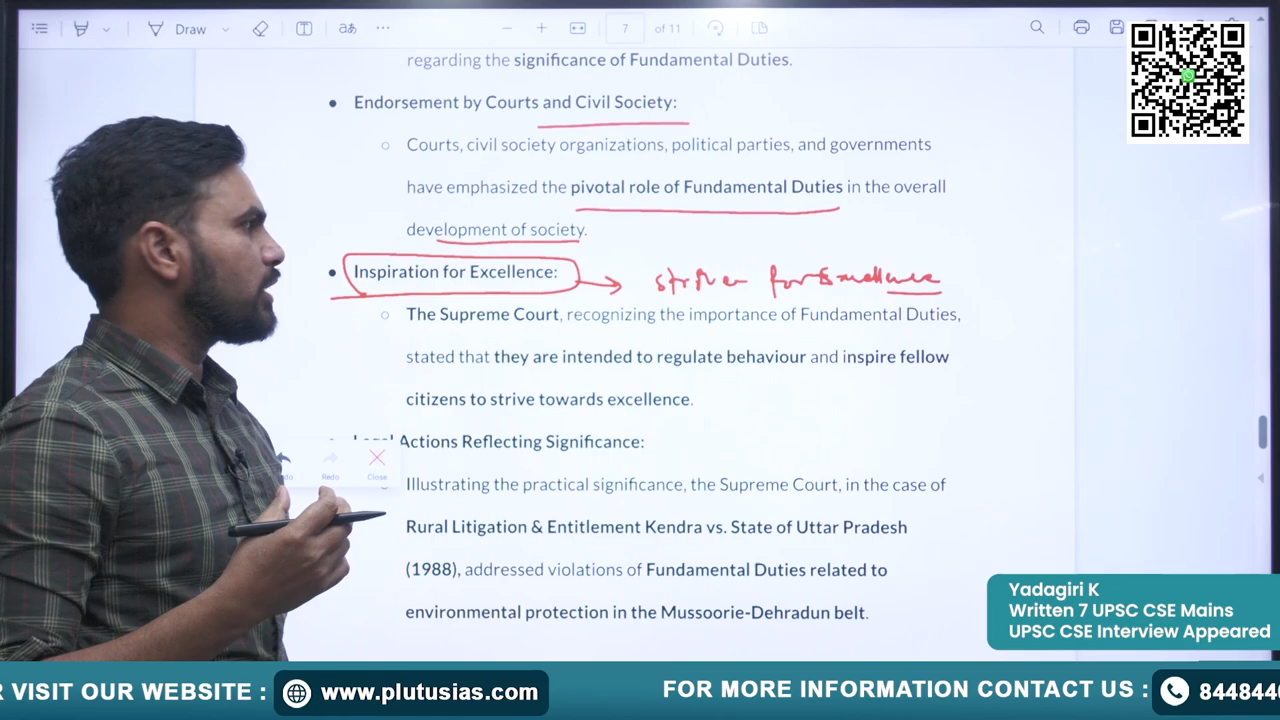 Draw
7 of 11
regarding the significance of Fundamental Duties.
Endorsement by Courts and Civil Society:
Courts, civil society organizations, political parties, and governments
have emphasized the pivotal role of Fundamental Duties in the overall
development of society.
Inspiration for Excellence:
for Excellence
The Supreme Court, recognizing the importance of Fundamental Duties,
stated that they are intended to regulate behaviour and inspire fellow
citizens to strive towards excellence.
Actions Reflecting Significance:
Redo Close
Illustrating the practical significance, the Supreme Court, in the case of
Rural Litigation & Entitlement Kendra vs. State of Uttar Pradesh
(1988), addressed violations of Fundamental Duties related to
environmental protection in the Mussoorie-Dehradun belt.
Yadagiri K
Written 7 UPSC CSE Mains
UPSC CSE Interview Appeared
R VISIT OUR WEBSITE : www.plutusias.com FOR MORE INFORMATION CONTACT US :